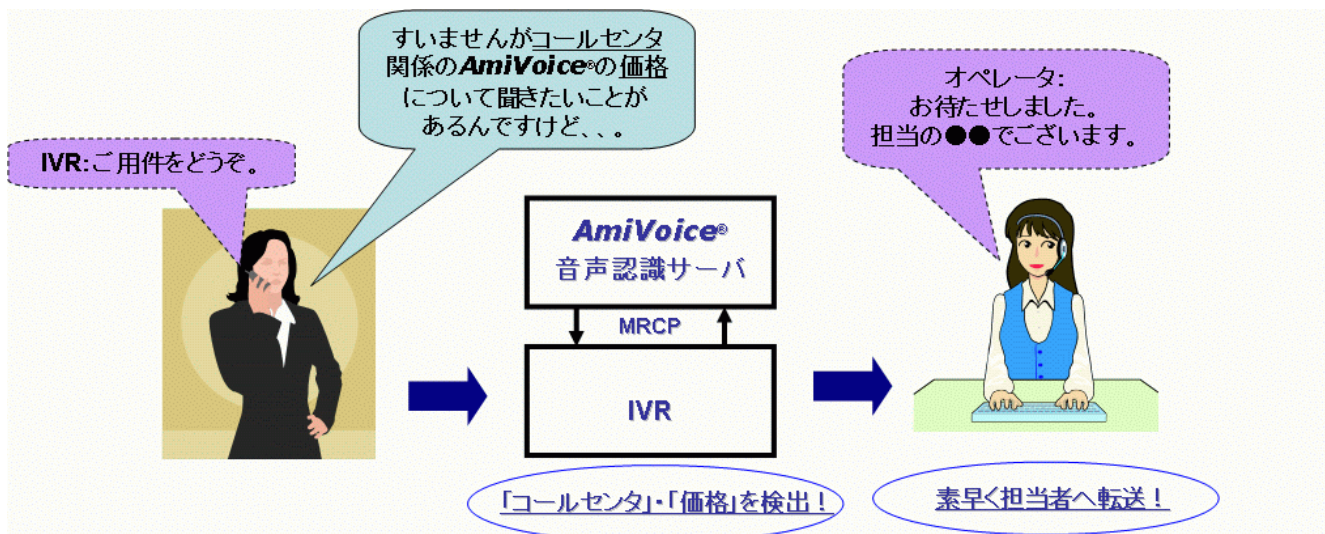 すいませんがコールセンタ
関係のAmiVoice®の価格
について聞きたいことが
あるんですけど、、。
IVR:ご用件をどうぞ。
オペレータ:
お待たせしました。
担当の●●でございます。
AmiVoice®
音声認識サーバ
MRCP
IVR
「コールセンタ」・「価格」を検出！
素早く担当者へ転送！